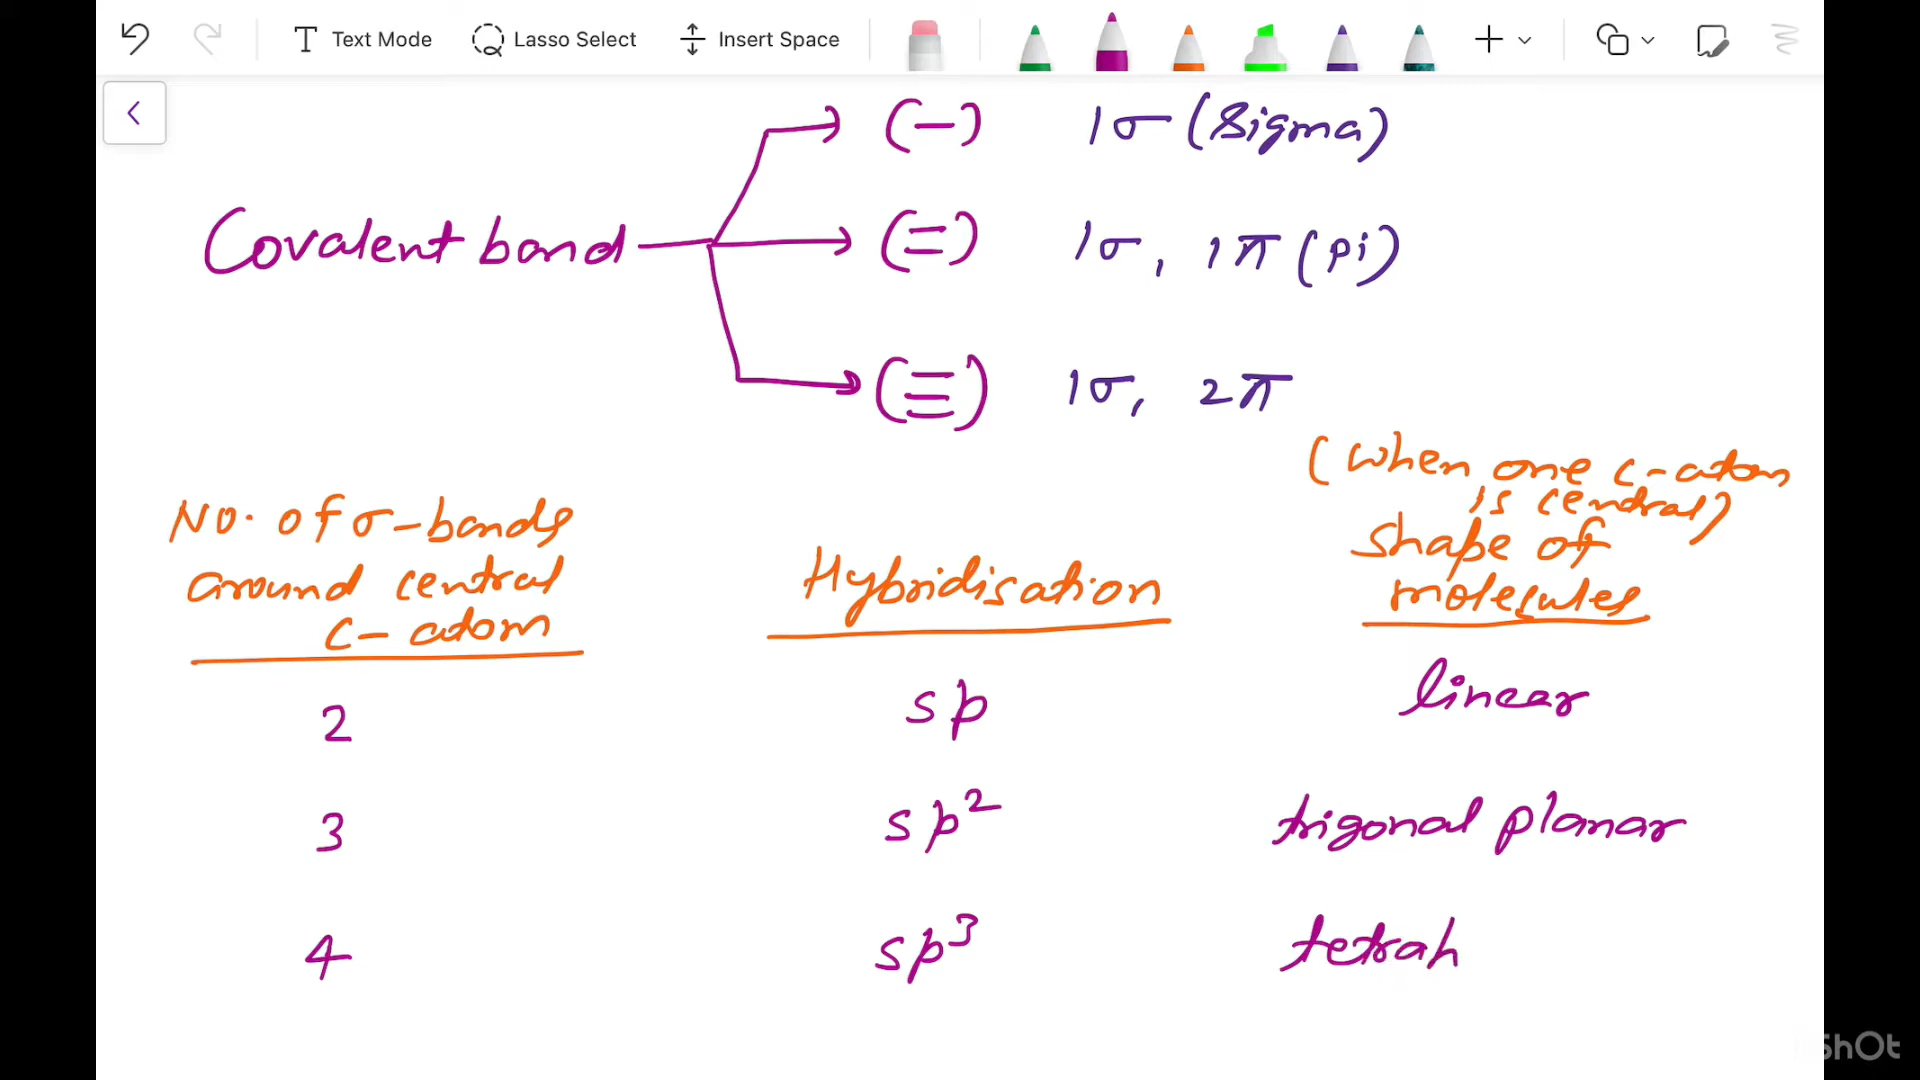 Text Mode Lasso Select Insert Space
(-) 1σ (Sigma)
Covalent bond (=) 1σ, 1π (pi)
(≡) 1σ, 2π
(when one c-atom
is central)
No. of σ-bonds
around central
c-atom
Hybridisation
shape of
molecules
2 sp linear
3 sp² trigonal planar
4 sp³ tetrah